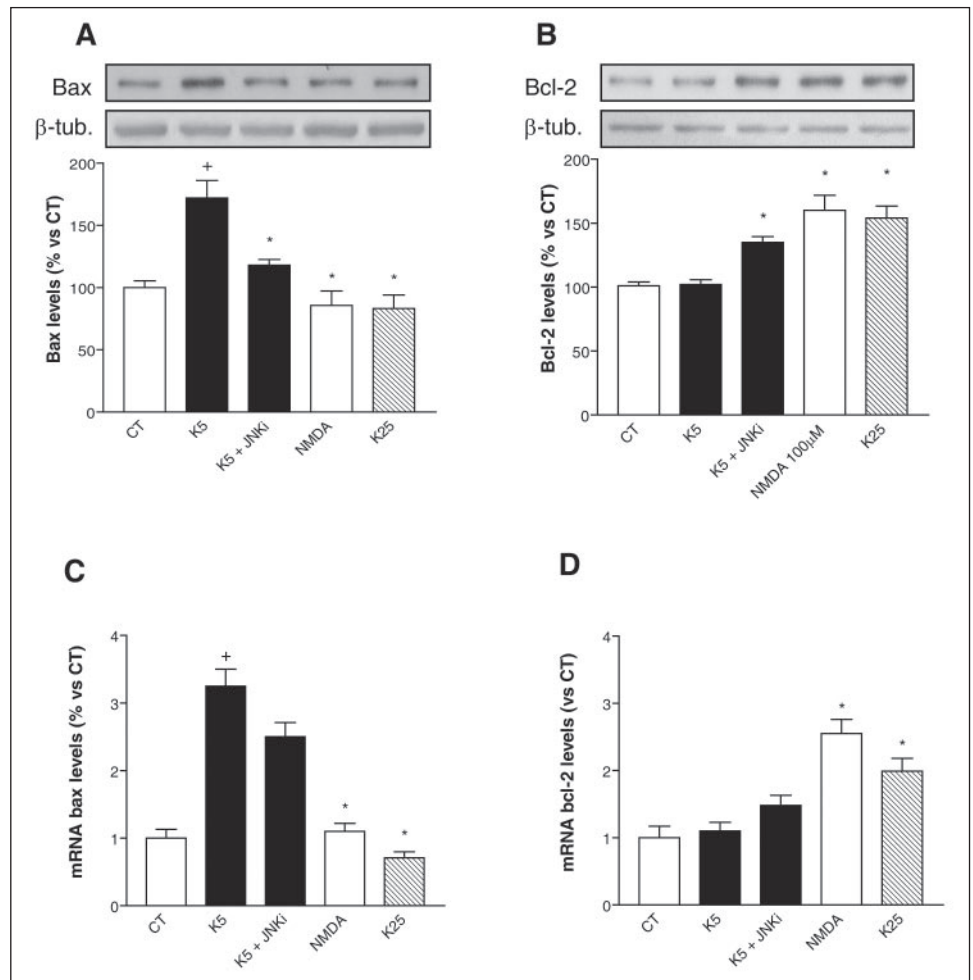 A
Bax
β-tub.
200
150
100
50
0
Bax levels (% vs CT)
+
*
*
*
CT
K5
K5 + JNKi
NMDA
K25
B
Bcl-2
β-tub.
200
150
100
50
0
Bcl-2 levels (% vs CT)
*
*
*
CT
K5
K5 + JNKi
NMDA 100μM
K25
C
4
3
2
1
0
mRNA bax levels (% vs CT)
+
*
*
CT
K5
K5 + JNKi
NMDA
K25
D
4
3
2
1
0
mRNA bcl-2 levels (vs CT)
*
*
CT
K5
K5 + JNKi
NMDA
K25